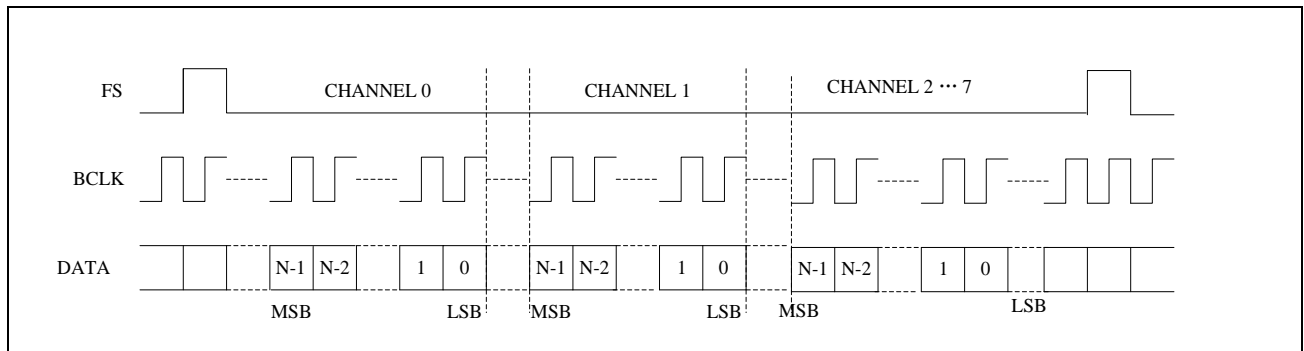 FS CHANNEL 0 CHANNEL 1 CHANNEL 2 ⋯ 7
BCLK
DATA N-1 N-2 1 0 N-1 N-2 1 0 N-1 N-2 1 0
MSB LSB MSB LSB MSB LSB